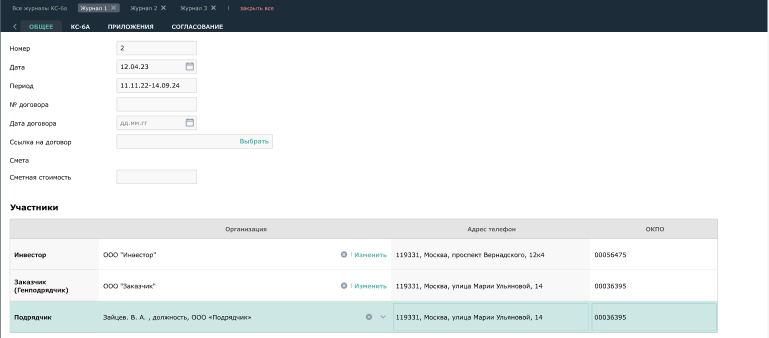 Все журналы КС-6а Журнал 1 × Журнал 2 × Журнал 3 × | закрыть все
< ОБЩЕЕ КС-6А ПРИЛОЖЕНИЯ СОГЛАСОВАНИЕ
Номер 2
Дата 12.04.23
Период 11.11.22-14.09.24
№ договора
Дата договора дд.мм.гг
Ссылка на договор Выбрать
Смета
Сметная стоимость
Участники
Организация Адрес телефон ОКПО
Инвестор ООО "Инвестор" | Изменить 119331, Москва, проспект Вернадского, 12к4 00056475
Заказчик
(Генподрядчик) ООО "Заказчик" | Изменить 119331, Москва, улица Марии Ульяновой, 14 00036395
Подрядчик Зайцев. В. А. , должность, ООО «Подрядчик» 119331, Москва, улица Марии Ульяновой, 14 00036395